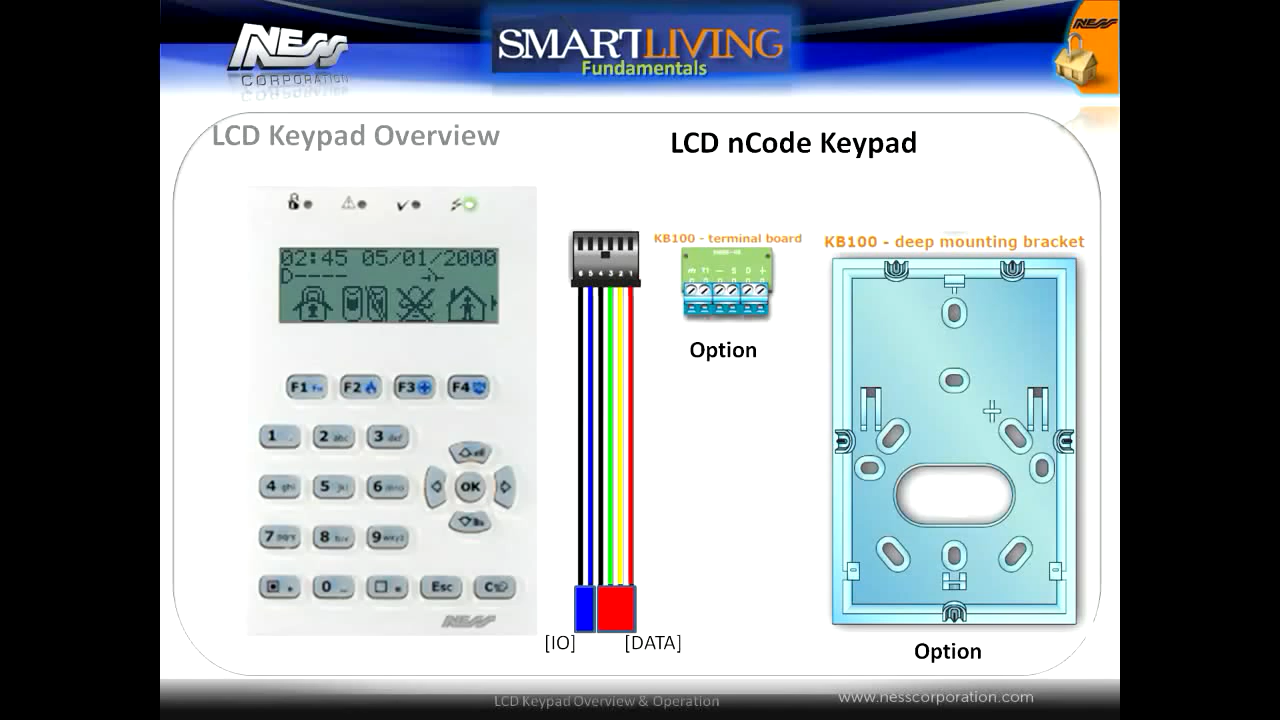 NESS
CORPORATION
SMARTLIVING
Fundamentals
NESS
LCD Keypad Overview
LCD nCode Keypad
02:45 05/01/2000
D----
F1
F2
F3
F4
1
2 abc
3 def
4 ghi
5 jkl
6 mno
OK
7 pqrs
8 tuv
9 wxyz
0
Esc
C
NESS
6 5 4 3 2 1
[IO]
[DATA]
KB100 - terminal board
T1 — S D +
Option
KB100 - deep mounting bracket
Option
LCD Keypad Overview & Operation
www.nesscorporation.com